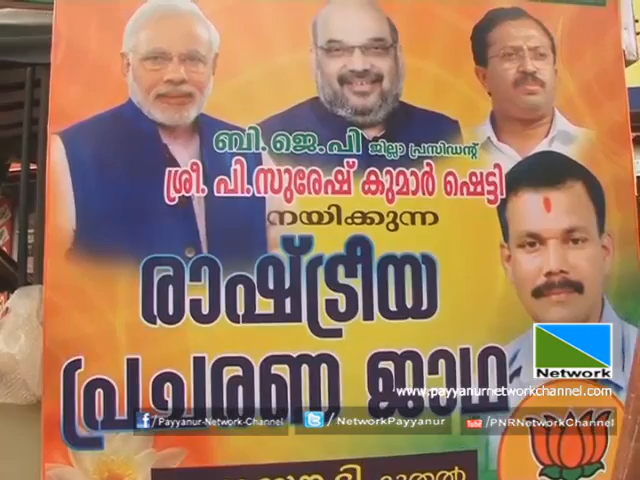 ബി.ജെ.പി ജില്ലാ പ്രസിഡന്റ്
ശ്രീ. പി.സുരേഷ് കുമാർ ഷെട്ടി
നയിക്കുന്ന
രാഷ്ട്രീയ
പ്രചരണ ജാഥ
Network
www.payyanurnetworkchannel.com
/Payyanur-Network-Channel
/NetworkPayyanur
/PNRNetworkChannel